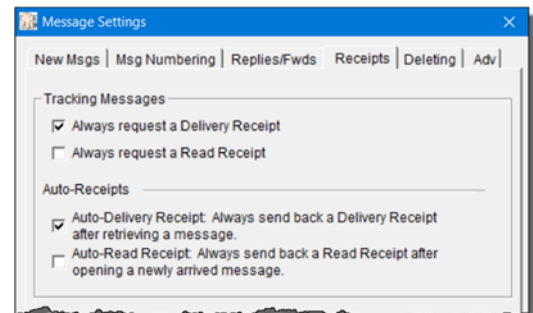 Message Settings
New Msgs Msg Numbering Replies/Fwds Receipts Deleting Adv
Tracking Messages
Always request a Delivery Receipt
Always request a Read Receipt
Auto-Receipts
Auto-Delivery Receipt: Always send back a Delivery Receipt
after retrieving a message.
Auto-Read Receipt: Always send back a Read Receipt after
opening a newly arrived message.